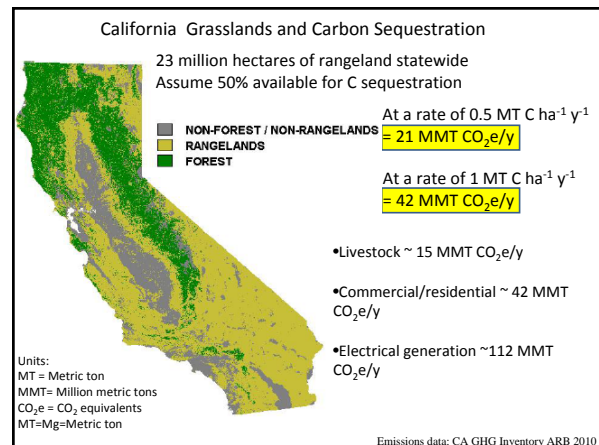 California  Grasslands and Carbon Sequestration
23 million hectares of rangeland statewide
Assume 50% available for C sequestration
NON-FOREST / NON-RANGELANDS
RANGELANDS
FOREST
At a rate of 0.5 MT C ha⁻¹ y⁻¹
= 21 MMT CO₂e/y
At a rate of 1 MT C ha⁻¹ y⁻¹
= 42 MMT CO₂e/y
•Livestock ~ 15 MMT CO₂e/y
•Commercial/residential ~ 42 MMT
CO₂e/y
•Electrical generation ~112 MMT
CO₂e/y
Units:
MT = Metric ton
MMT= Million metric tons
CO₂e = CO₂ equivalents
MT=Mg=Metric ton
Emissions data: CA GHG Inventory ARB 2010